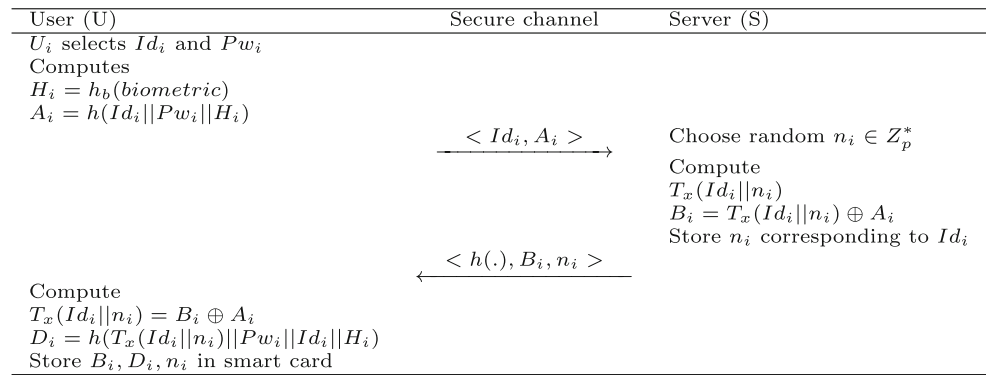 User (U) Secure channel Server (S)
U_i selects Id_i and Pw_i
Computes
H_i = h_b(biometric)
A_i = h(Id_i||Pw_i||H_i)
< Id_i, A_i > Choose random n_i ∈ Z_p^*
Compute
T_x(Id_i||n_i)
B_i = T_x(Id_i||n_i) ⊕ A_i
Store n_i corresponding to Id_i
< h(.), B_i, n_i >
Compute
T_x(Id_i||n_i) = B_i ⊕ A_i
D_i = h(T_x(Id_i||n_i)||Pw_i||Id_i||H_i)
Store B_i, D_i, n_i in smart card